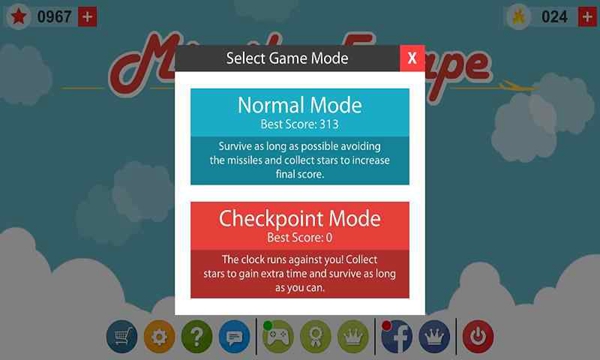 0967
024
Select Game Mode
X
Normal Mode
Best Score: 313
Survive as long as possible avoiding
the missiles and collect stars to increase
final score.
Checkpoint Mode
Best Score: 0
The clock runs against you! Collect
stars to gain extra time and survive as long
as you can.